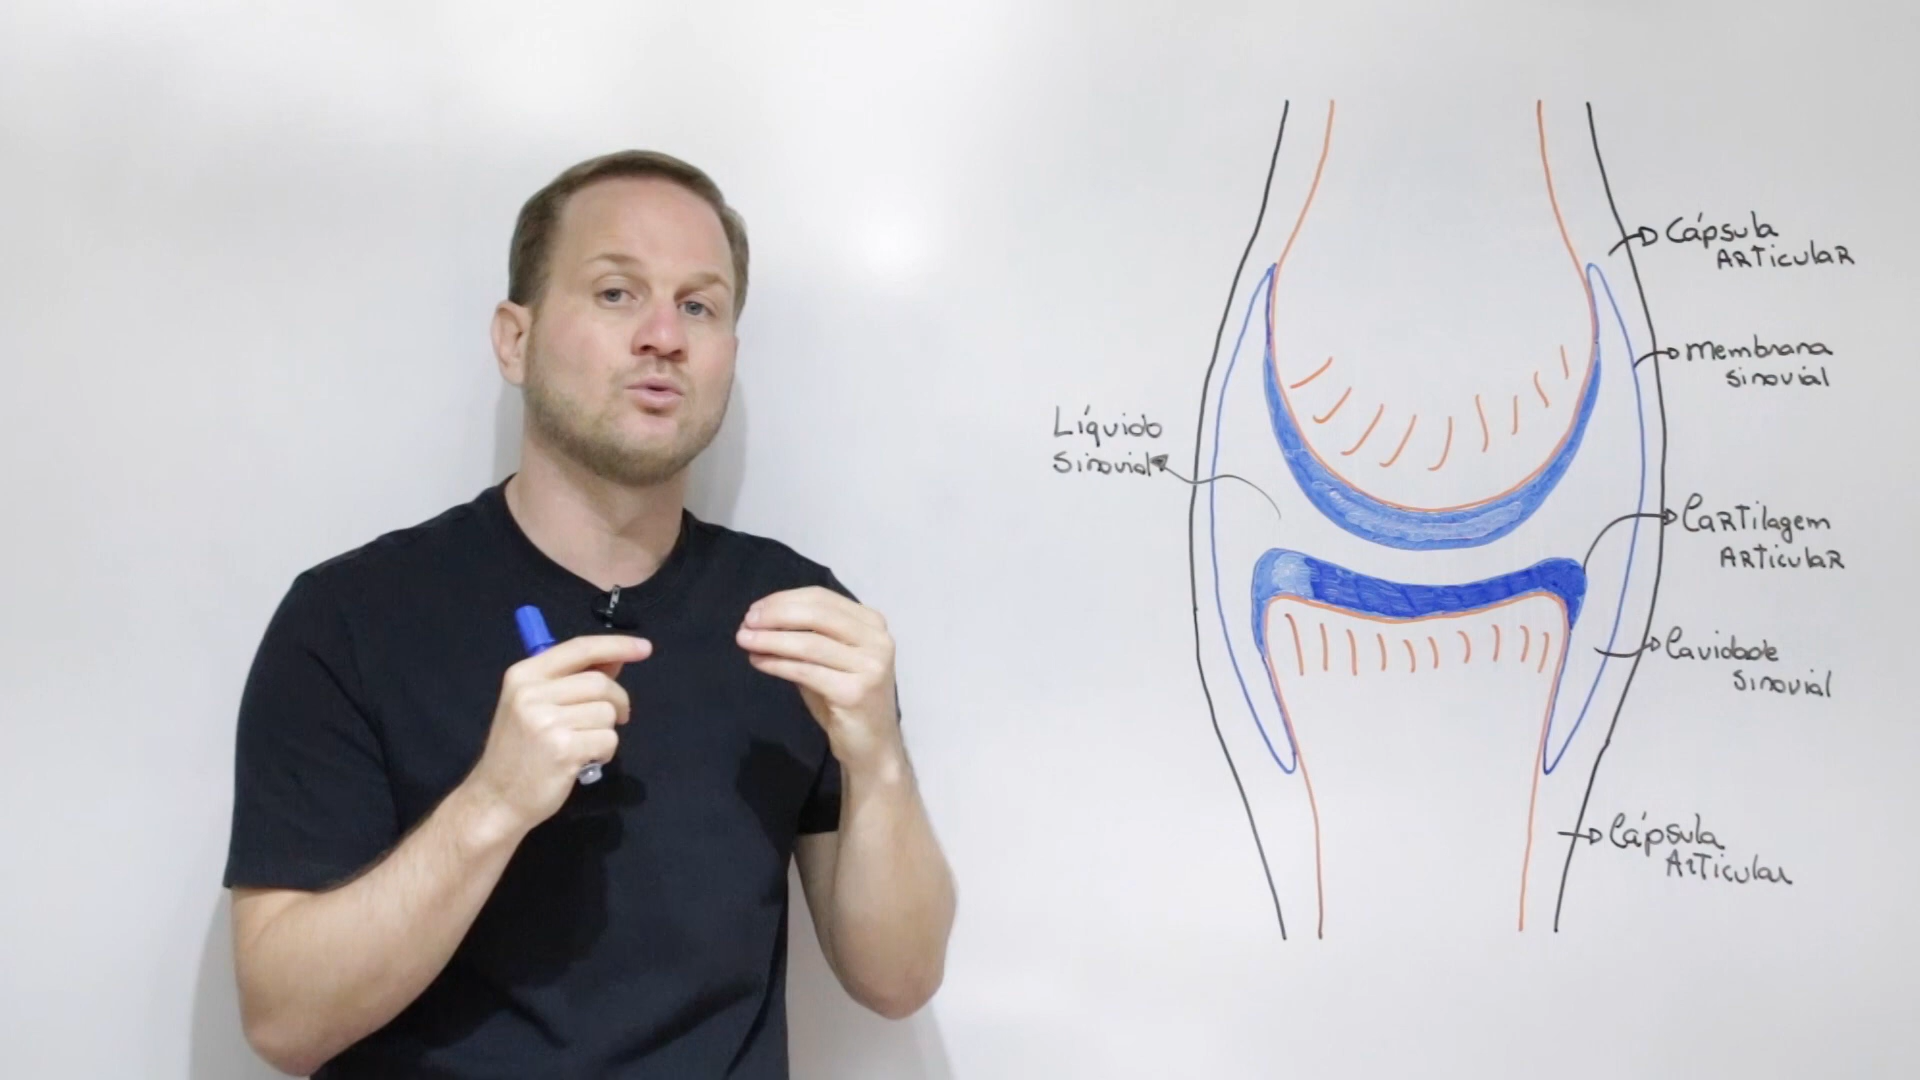 Cápsula
Articular
Membrana
Sinovial
Líquido
Sinovial
Cartilagem
Articular
Cavidade
Sinovial
Cápsula
Articular